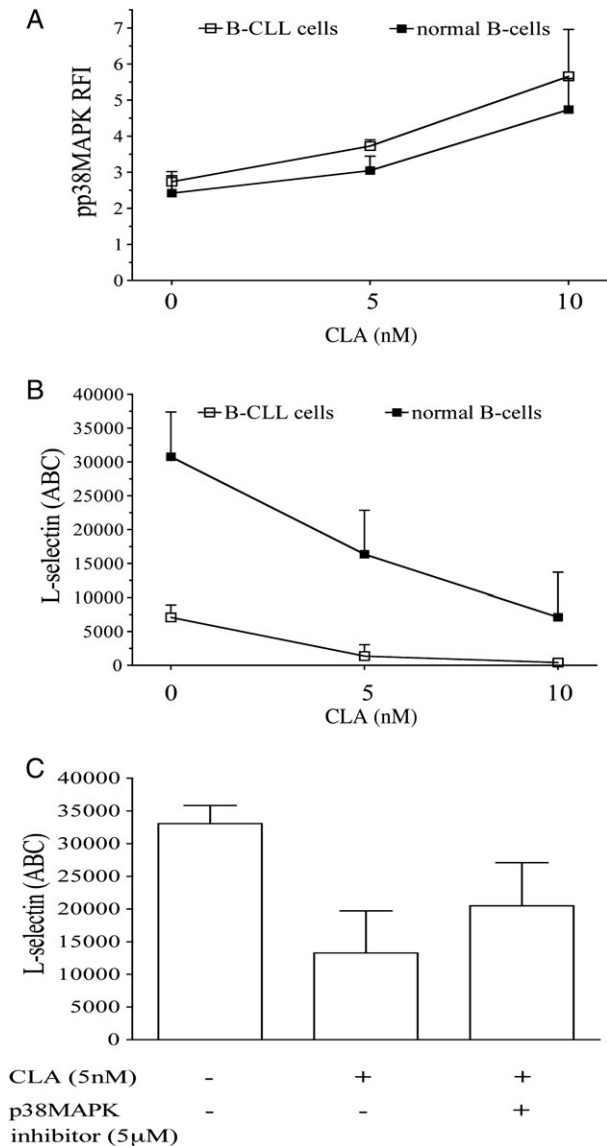 A
B-CLL cells normal B-cells
pp38MAPK RFI
7
6
5
4
3
2
1
0
0 5 10
CLA (nM)
B
B-CLL cells normal B-cells
L-selectin (ABC)
40000
35000
30000
25000
20000
15000
10000
5000
0
0 5 10
CLA (nM)
C
L-selectin (ABC)
40000
35000
30000
25000
20000
15000
10000
5000
0
CLA (5nM) - + +
p38MAPK - - +
inhibitor (5μM)